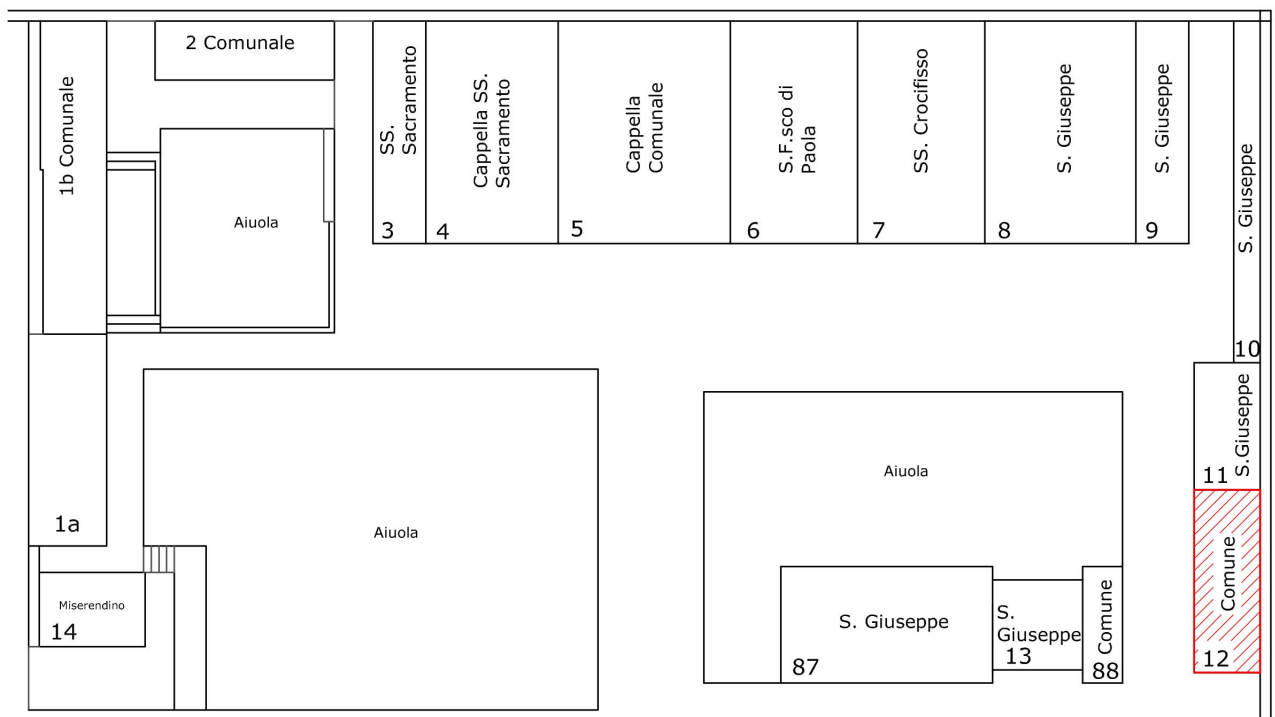 2 Comunale
1b Comunale
Aiuola
SS.
Sacramento
3
Cappella SS.
Sacramento
4
Cappella
Comunale
5
S.F.sco di
Paola
6
SS. Crocifisso
7
S. Giuseppe
8
S. Giuseppe
9
S. Giuseppe
10
S.Giuseppe
11
Comune
12
1a
Miserendino
14
Aiuola
Aiuola
S. Giuseppe
87
S.
Giuseppe
13
Comune
88